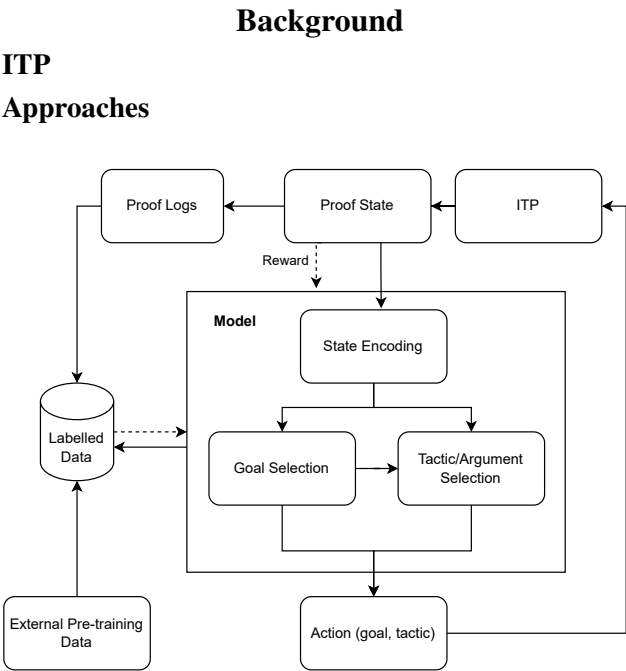 Background
ITP
Approaches
Proof Logs
Proof State
ITP
Reward
Model
State Encoding
Labelled
Data
Goal Selection
Tactic/Argument
Selection
External Pre-training
Data
Action (goal, tactic)